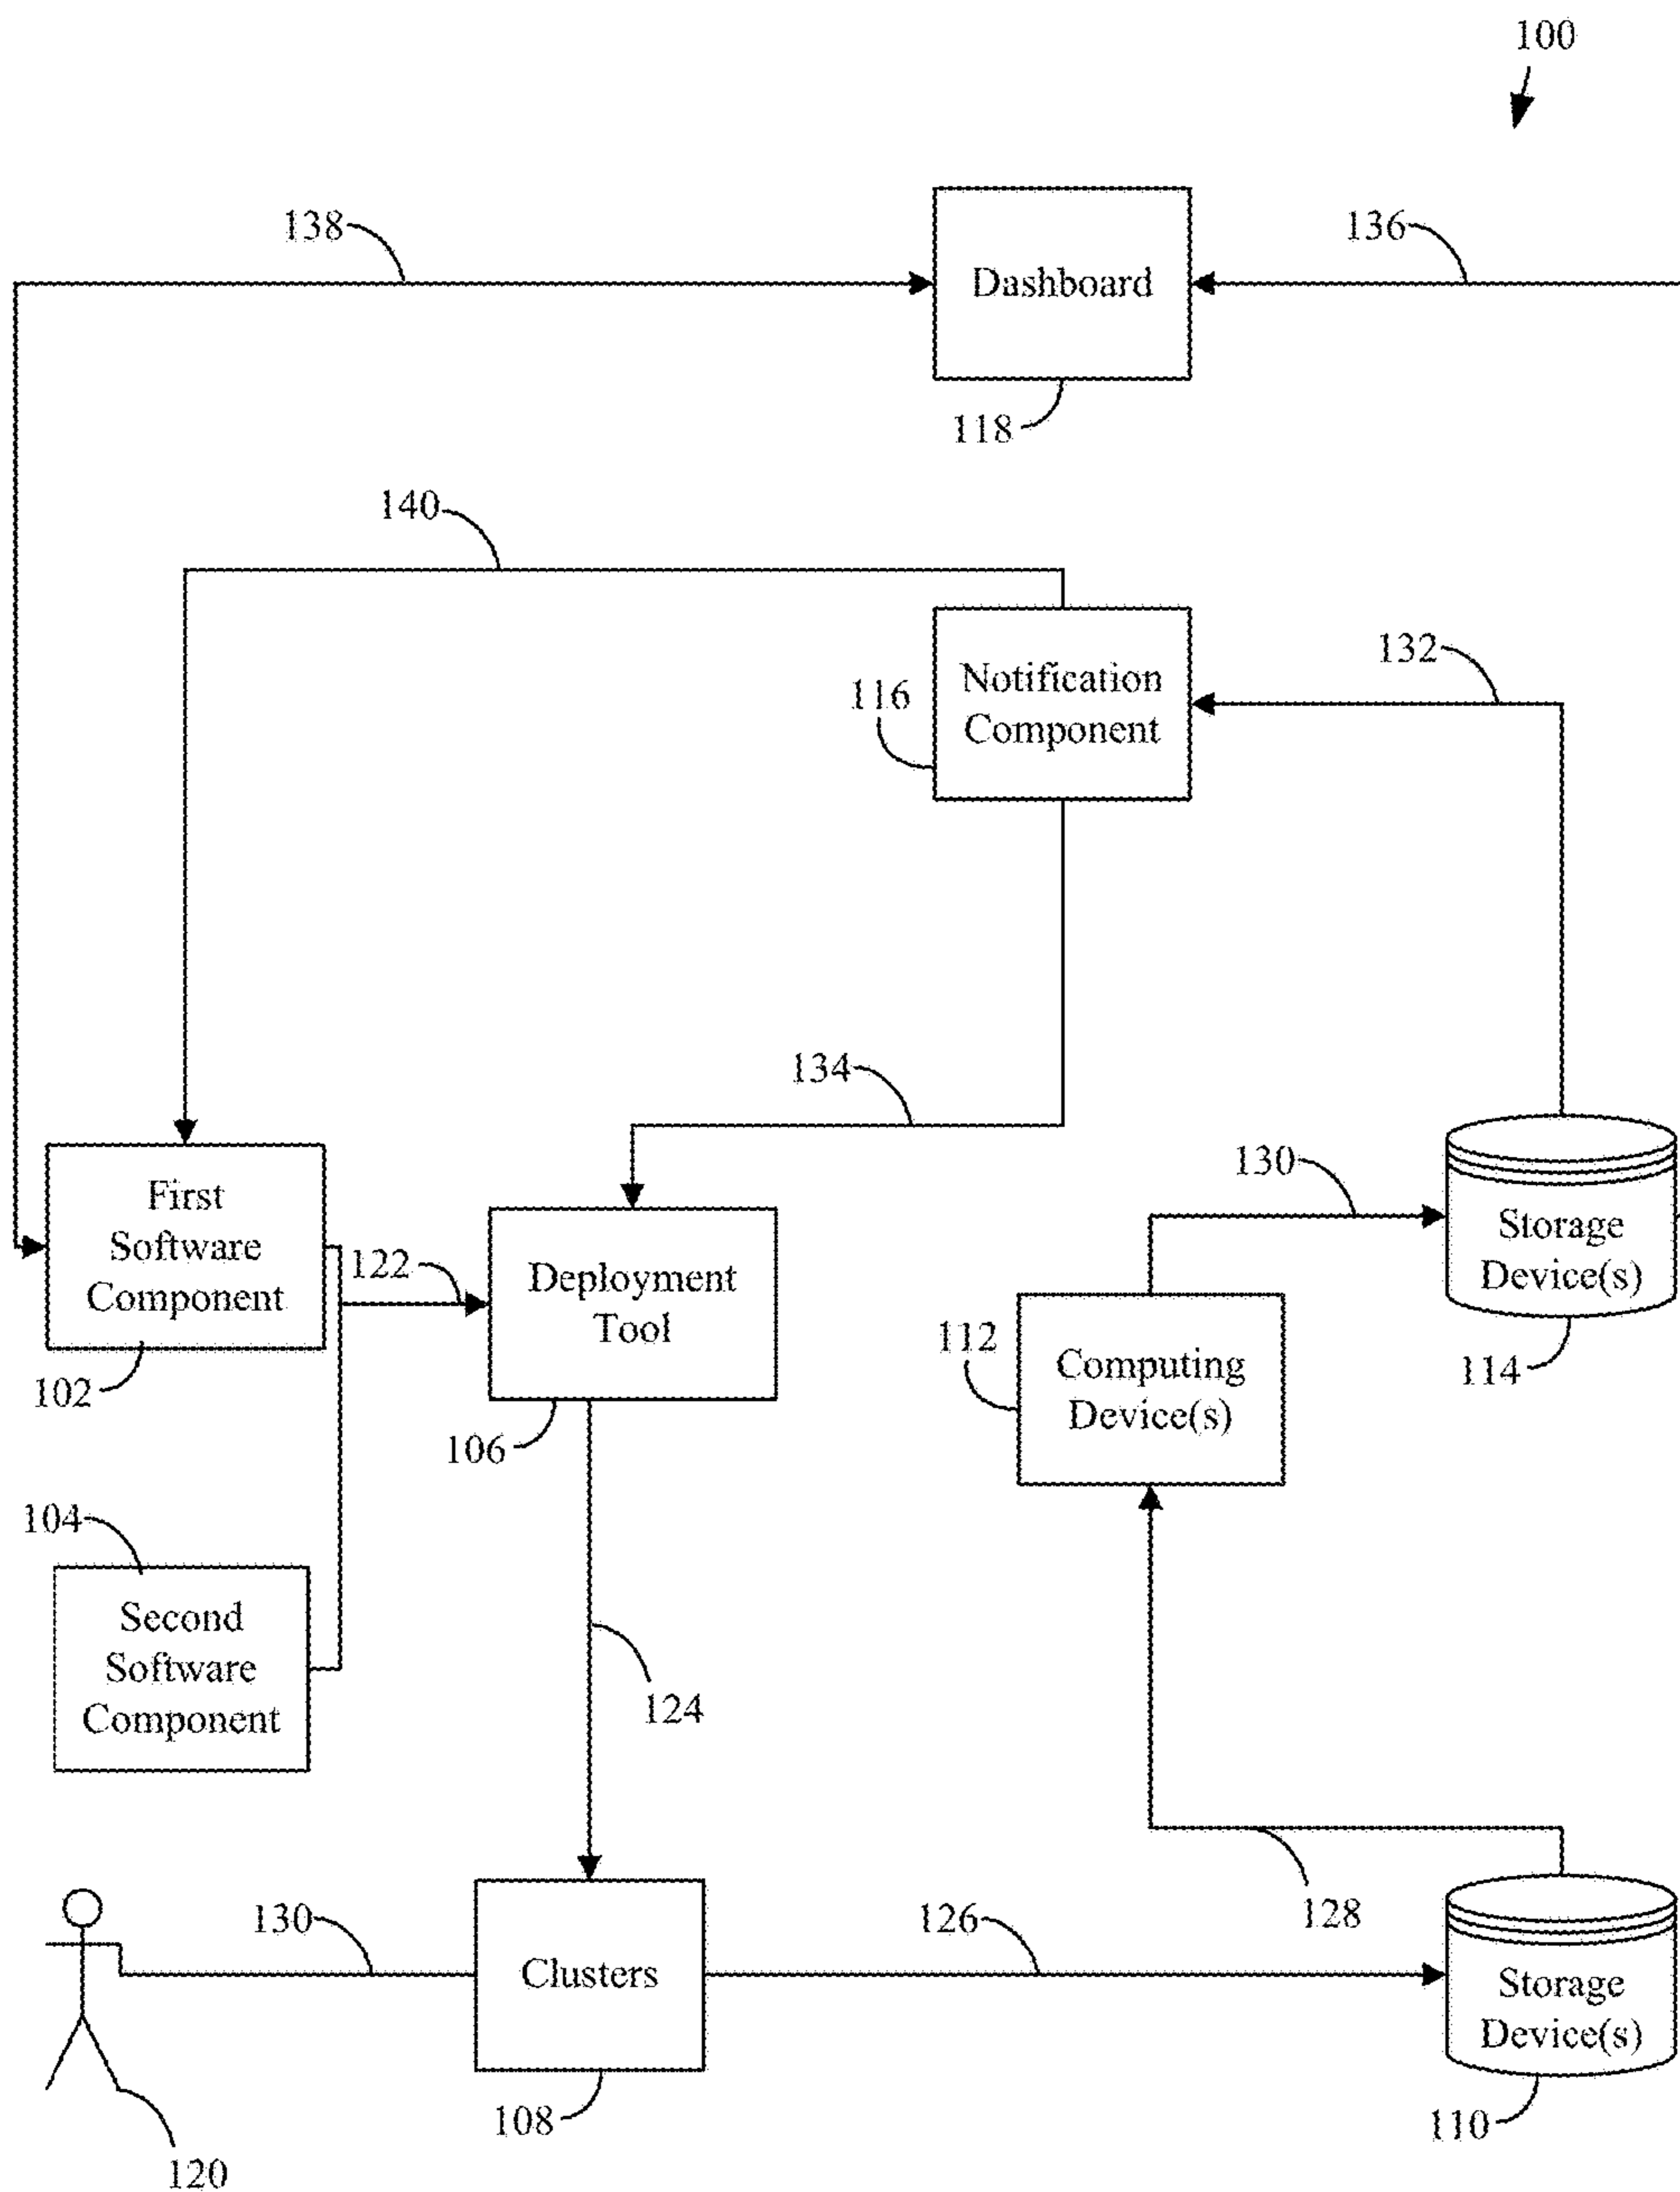 100
138
136
Dashboard
118
140
132
116
Notification
Component
134
130
First
Software
Component
122
Deployment
Tool
Storage
Device(s)
112
Computing
Device(s)
114
102
106
104
Second
Software
Component
124
130
126
128
Clusters
Storage
Device(s)
108
110
120